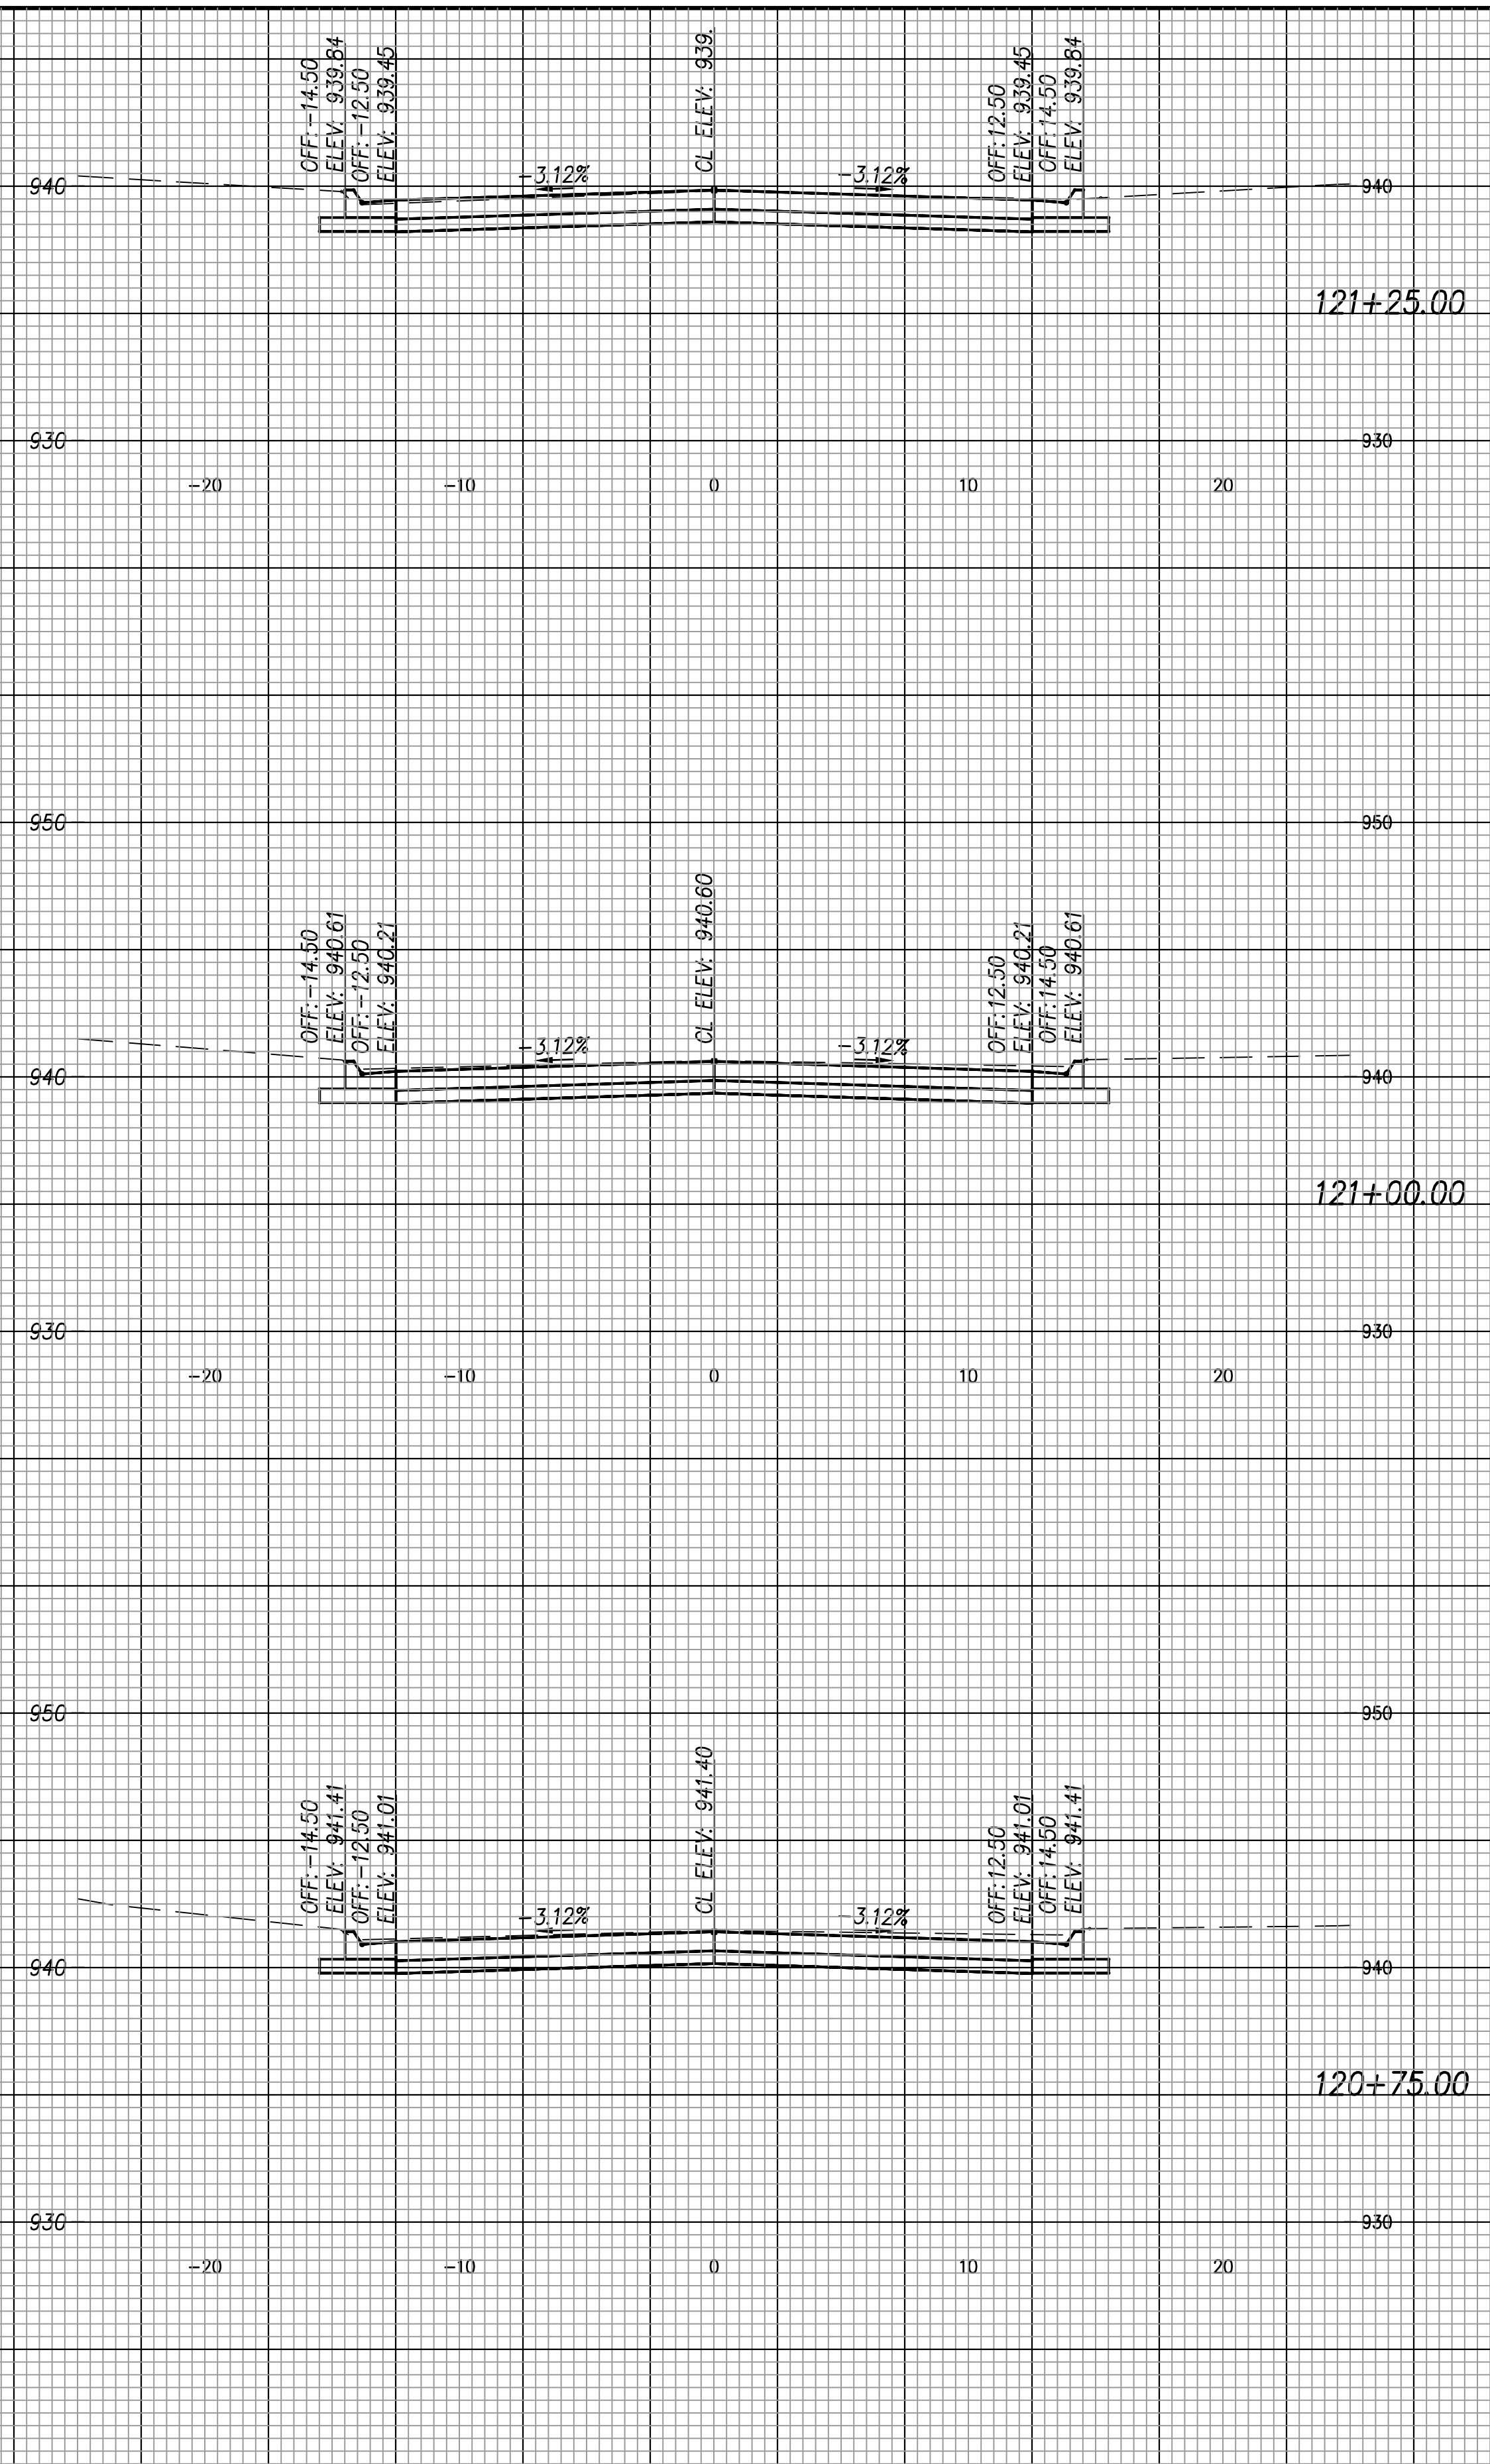 OFF:-14.50
ELEV: 939.84
OFF:-12.50
ELEV: 939.45
CL ELEV: 939.
OFF:12.50
ELEV: 939.45
OFF:14.50
ELEV: 939.84
-3.12%
-3.12%
940
940
121+25.00
930
930
-20
-10
0
10
20
950
950
OFF:-14.50
ELEV: 940.61
OFF:-12.50
ELEV: 940.21
CL ELEV: 940.60
OFF:12.50
ELEV: 940.21
OFF:14.50
ELEV: 940.61
-3.12%
-3.12%
940
940
121+00.00
930
930
-20
-10
0
10
20
950
950
OFF:-14.50
ELEV: 941.41
OFF:-12.50
ELEV: 941.01
CL ELEV: 941.40
OFF:12.50
ELEV: 941.01
OFF:14.50
ELEV: 941.41
-3.12%
-3.12%
940
940
120+75.00
930
930
-20
-10
0
10
20